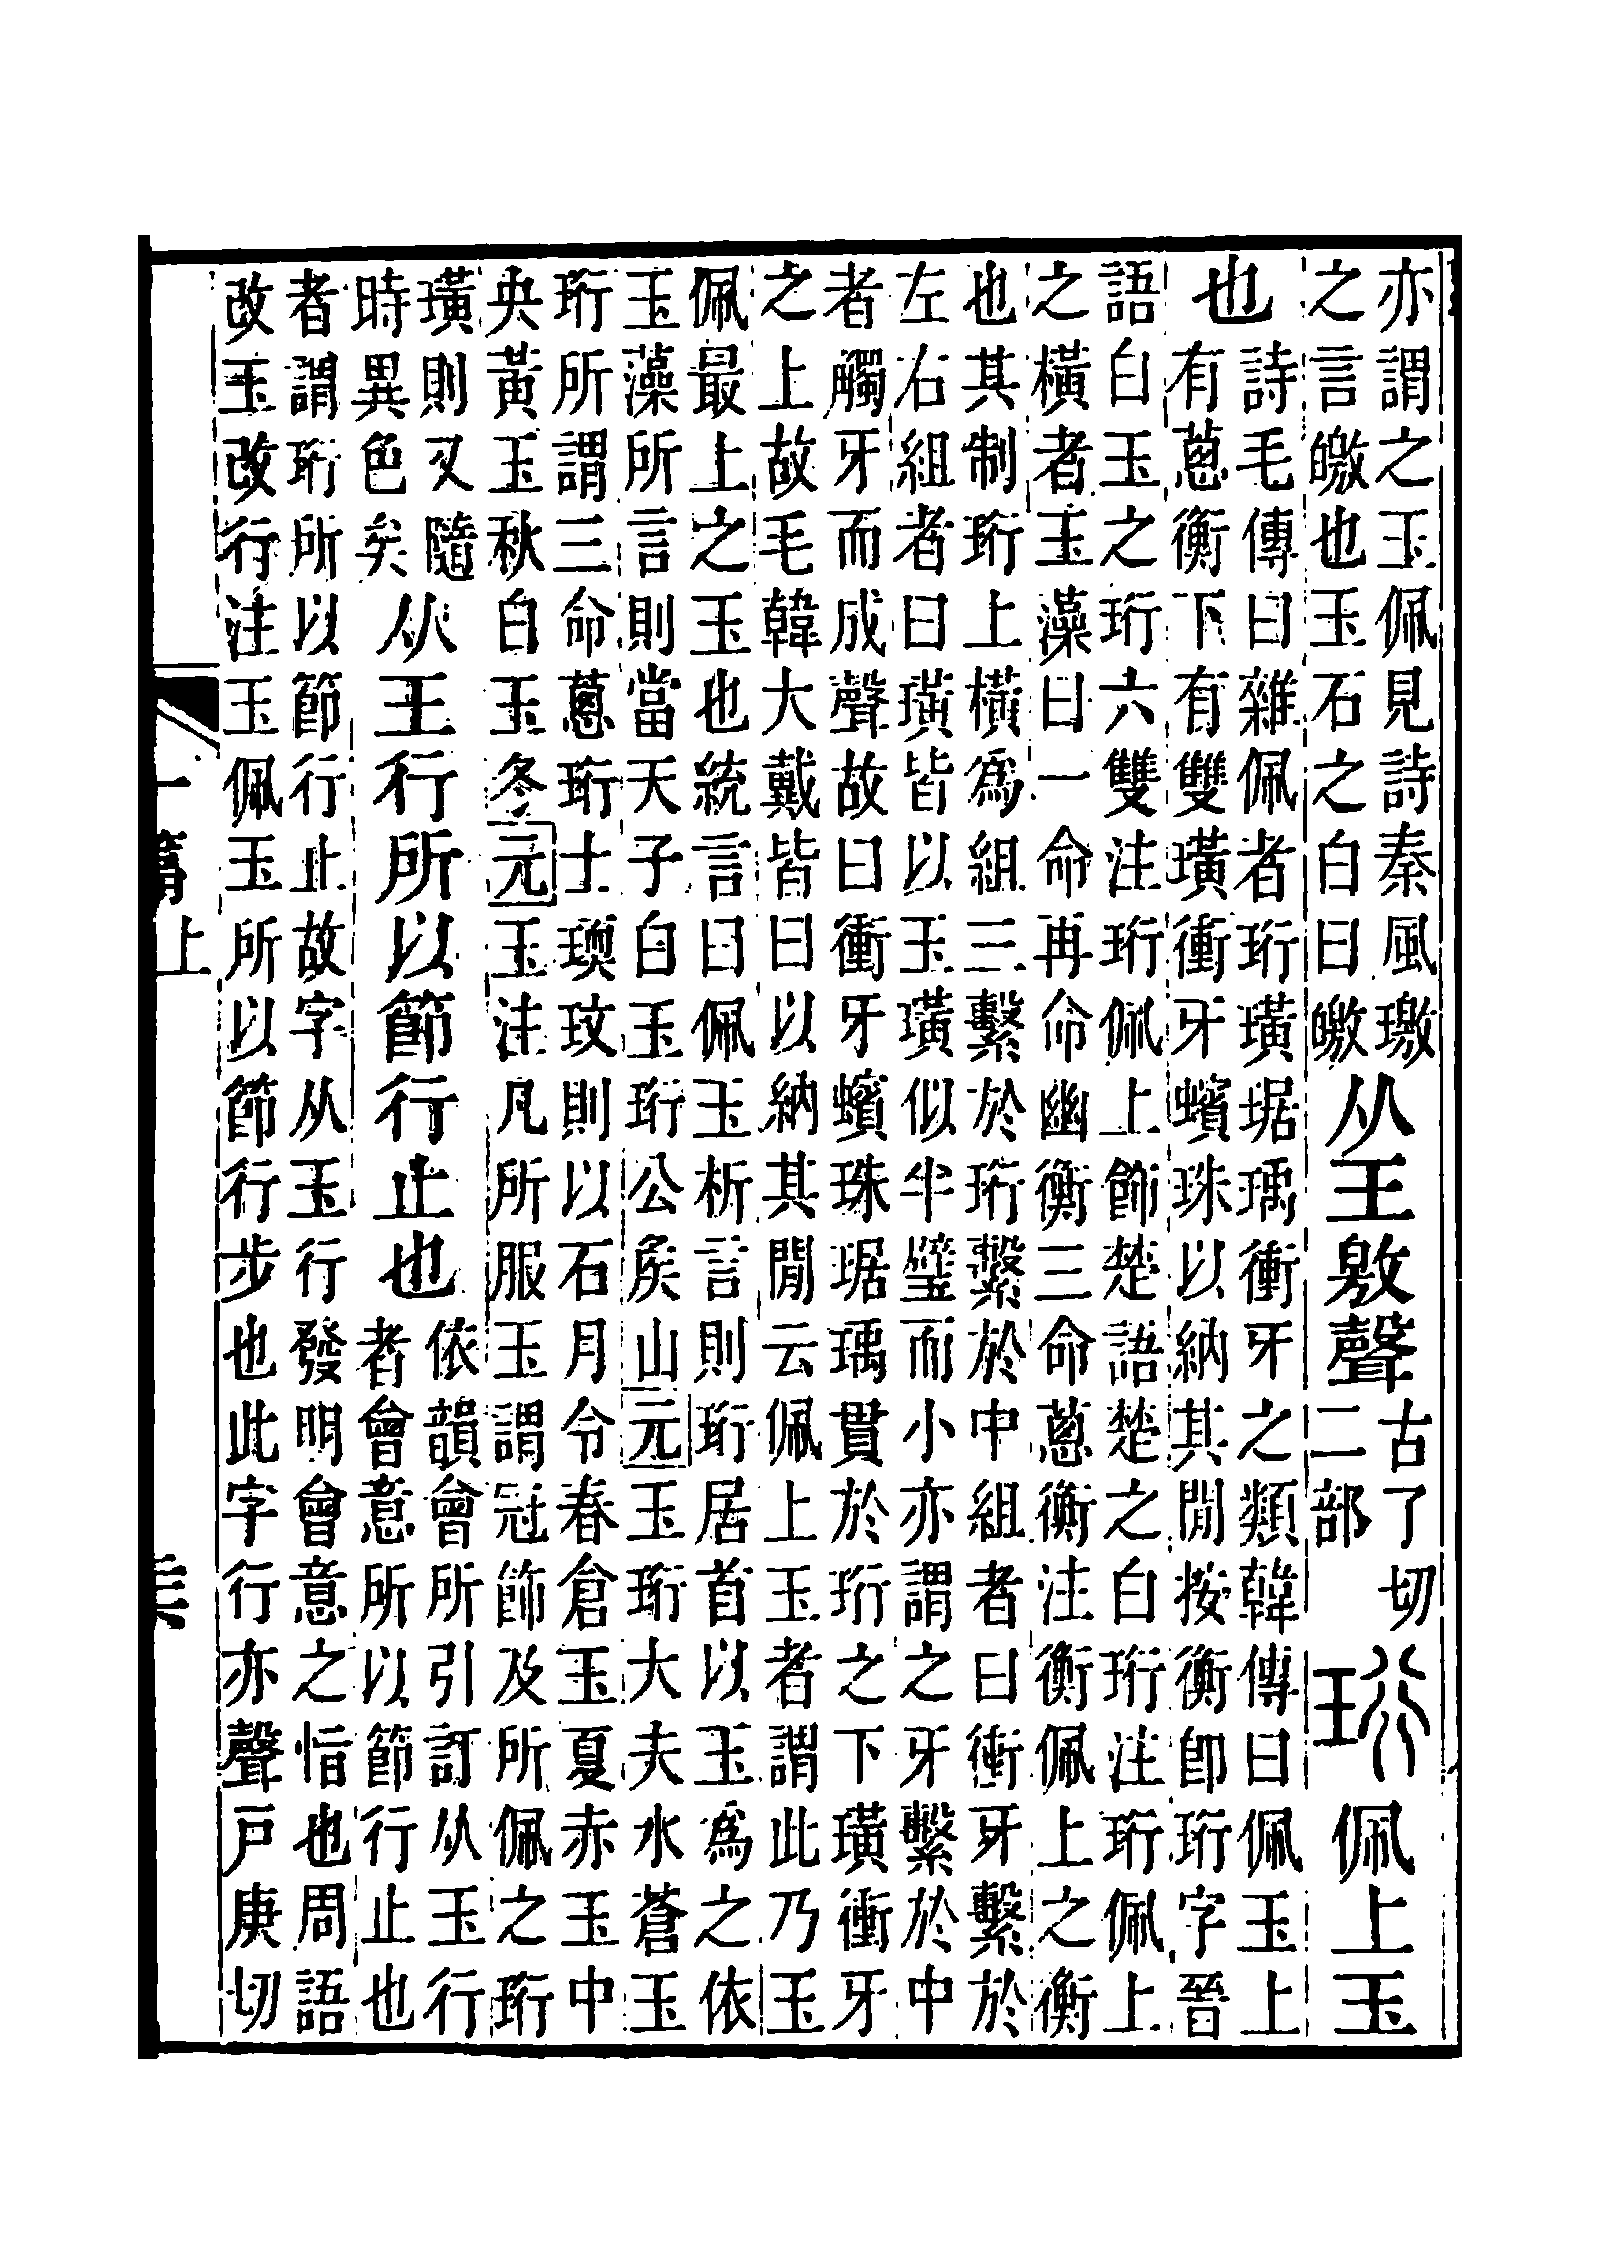 亦謂之玉佩見詩秦風璬
之言皦也玉石之白曰皦
从王敫聲
古了切
二部
珩
佩上玉
也
詩毛傳曰雜佩者珩璜琚瑀衝牙之類韓傳曰佩玉上
有蔥衡下有雙璜衝牙蠙珠以納其閒按衡卽珩字晉
語白玉之珩六雙注珩佩上飾楚語楚之白珩注珩佩上
之橫者玉藻曰一命再命幽衡三命蔥衡注衡佩上之衡
也其制珩上橫爲組三繫於珩繫於中組者曰衝牙繫於
左右組者曰璜皆以玉璜似半璧而小亦謂之牙繫於中
者觸牙而成聲故曰衝牙蠙珠琚瑀貫於珩之下璜衝牙
之上故毛韓大戴皆曰以納其閒云佩上玉者謂此乃玉
佩最上之玉也統言曰佩玉析言則珩居首以玉爲之依
玉藻所言則當天子白玉珩公矦山元玉珩大夫水蒼玉
珩所謂三命蔥珩士瓀玟則以石月令春倉玉夏赤玉中
央黃玉秋白玉冬元玉注凡所服玉謂冠飾及所佩之珩
璜則又隨
時異色矣
从王行所以節行止也
依韻會所引訂从玉行
者會意所以節行止也
者謂珩所以節行止故字从玉行發明會意之恉也周語
改玉改行注玉佩玉所以節行步也此字行亦聲戶庚切
一篇上